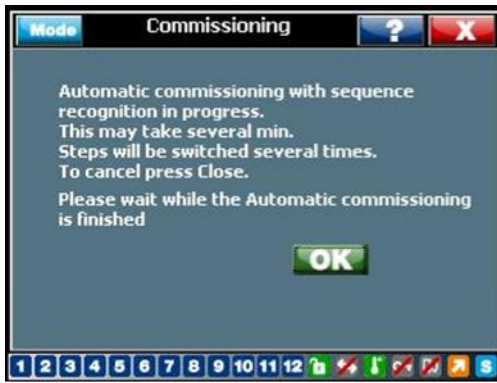 Mode Commissioning ? X
Automatic commissioning with sequence
recognition in progress.
This may take several min.
Steps will be switched several times.
To cancel press Close.
Please wait while the Automatic commissioning
is finished
OK
1 2 3 4 5 6 7 8 9 10 11 12 S